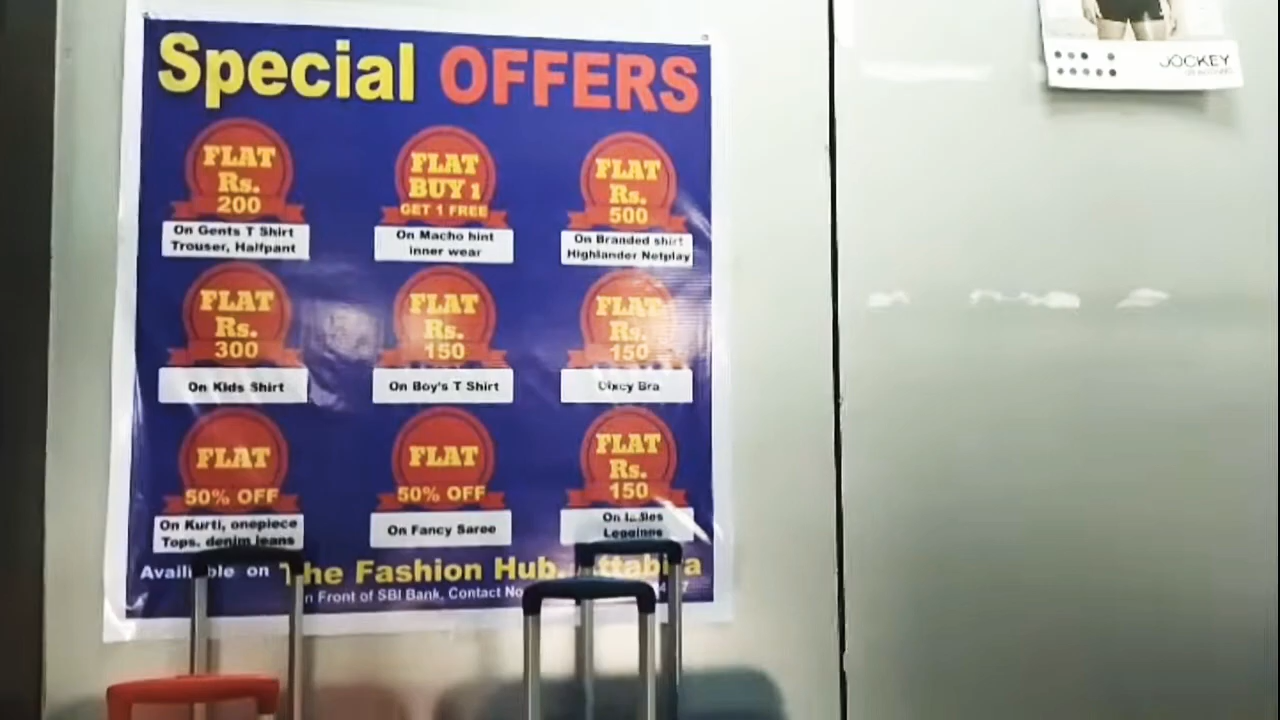 Special OFFERS
FLAT
Rs.
200
On Gents T Shirt
Trouser, Halfpant
FLAT
BUY 1
GET 1 FREE
On Macho hint
inner wear
FLAT
Rs.
500
On Branded shirt
Highlander Netplay
FLAT
Rs.
300
On Kids Shirt
FLAT
Rs.
150
On Boy's T Shirt
FLAT
Rs.
150
Dixcy Bra
FLAT
50% OFF
On Kurti, onepiece
Tops, denim jeans
FLAT
50% OFF
On Fancy Saree
FLAT
Rs.
150
On ladies
Leggings
Available on The Fashion Hub,
In Front of SBI Bank, Contact No
JOCKEY